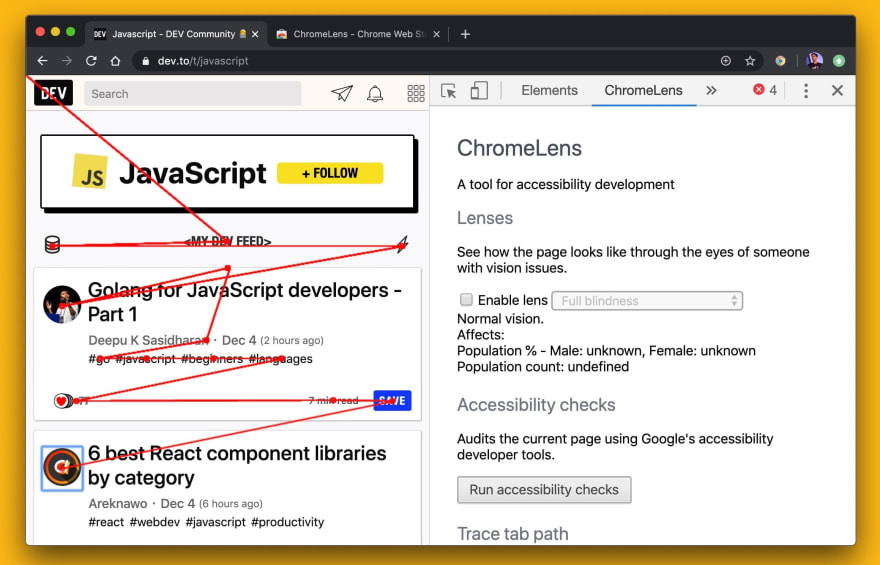 DEV Javascript - DEV Community
ChromeLens - Chrome Web St
dev.to/t/javascript
DEV
Search
JS JavaScript + FOLLOW
<MY DEV FEED>
Golang for JavaScript developers -
Part 1
Deepu K Sasidharan · Dec 4 (2 hours ago)
#go #javascript #beginners #languages
77 7 min read SAVE
6 best React component libraries
by category
Areknawo · Dec 4 (6 hours ago)
#react #webdev #javascript #productivity
Elements ChromeLens » 4
ChromeLens
A tool for accessibility development
Lenses
See how the page looks like through the eyes of someone
with vision issues.
Enable lens Full blindness
Normal vision.
Affects:
Population % - Male: unknown, Female: unknown
Population count: undefined
Accessibility checks
Audits the current page using Google's accessibility
developer tools.
Run accessibility checks
Trace tab path